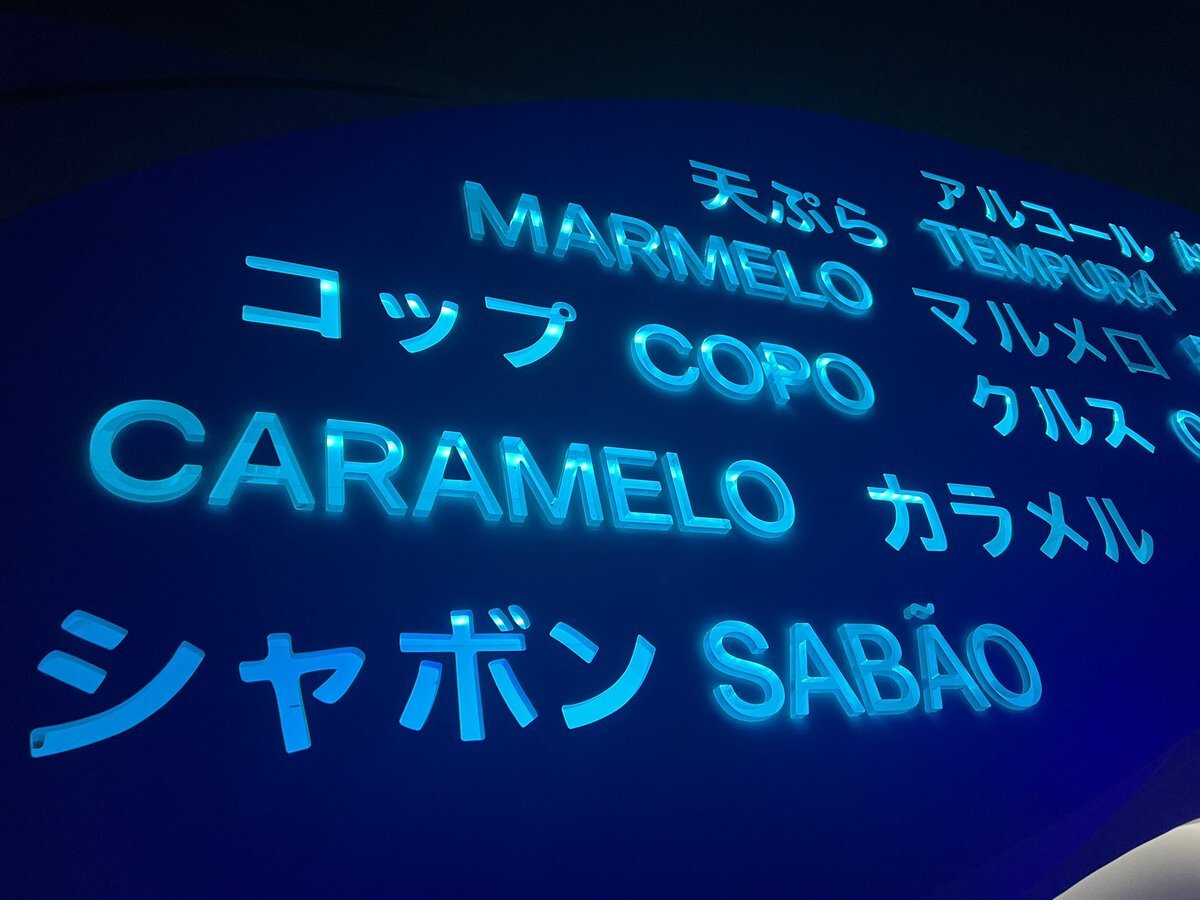 天ぷら アルコール
MARMELO TEMPURA
コップ COPO マルメロ
クルス
CARAMELO カラメル
シャボン SABÃO